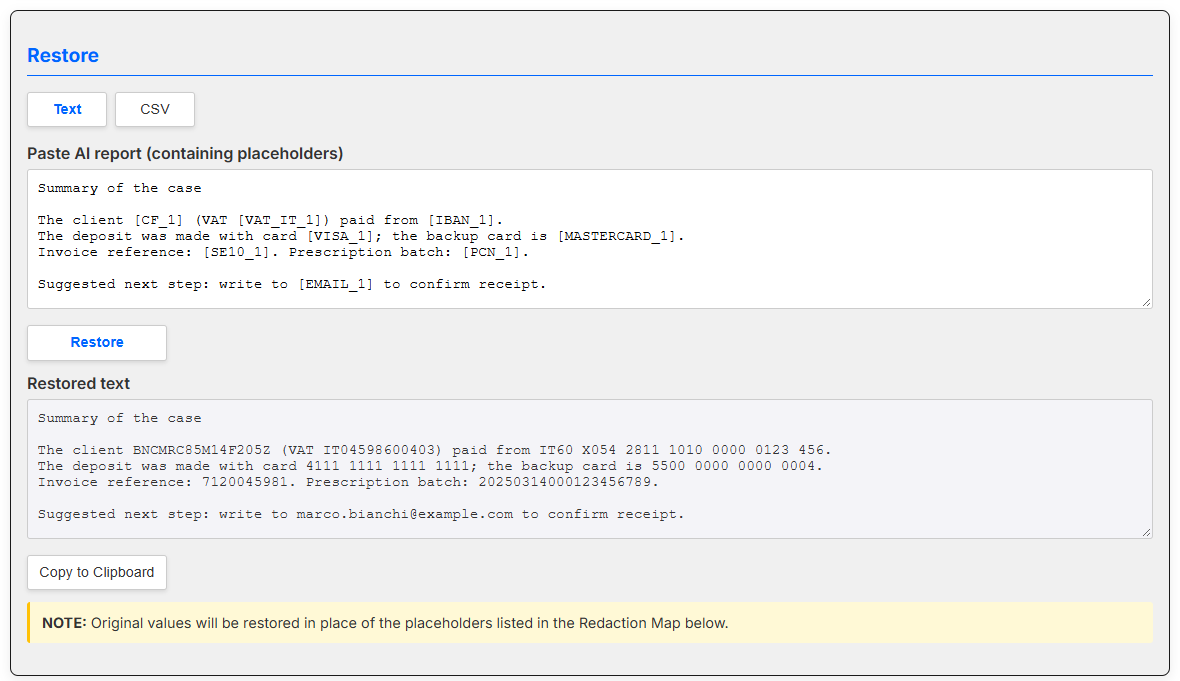 Restore
Text
CSV
Paste AI report (containing placeholders)
Summary of the case
The client [CF_1] (VAT [VAT_IT_1]) paid from [IBAN_1].
The deposit was made with card [VISA_1]; the backup card is [MASTERCARD_1].
Invoice reference: [SE10_1]. Prescription batch: [PCN_1].
Suggested next step: write to [EMAIL_1] to confirm receipt.
Restore
Restored text
Summary of the case
The client BNCMRC85M14F205Z (VAT IT04598600403) paid from IT60 X054 2811 1010 0000 0123 456.
The deposit was made with card 4111 1111 1111 1111; the backup card is 5500 0000 0000 0004.
Invoice reference: 7120045981. Prescription batch: 20250314000123456789.
Suggested next step: write to marco.bianchi@example.com to confirm receipt.
Copy to Clipboard
NOTE: Original values will be restored in place of the placeholders listed in the Redaction Map below.